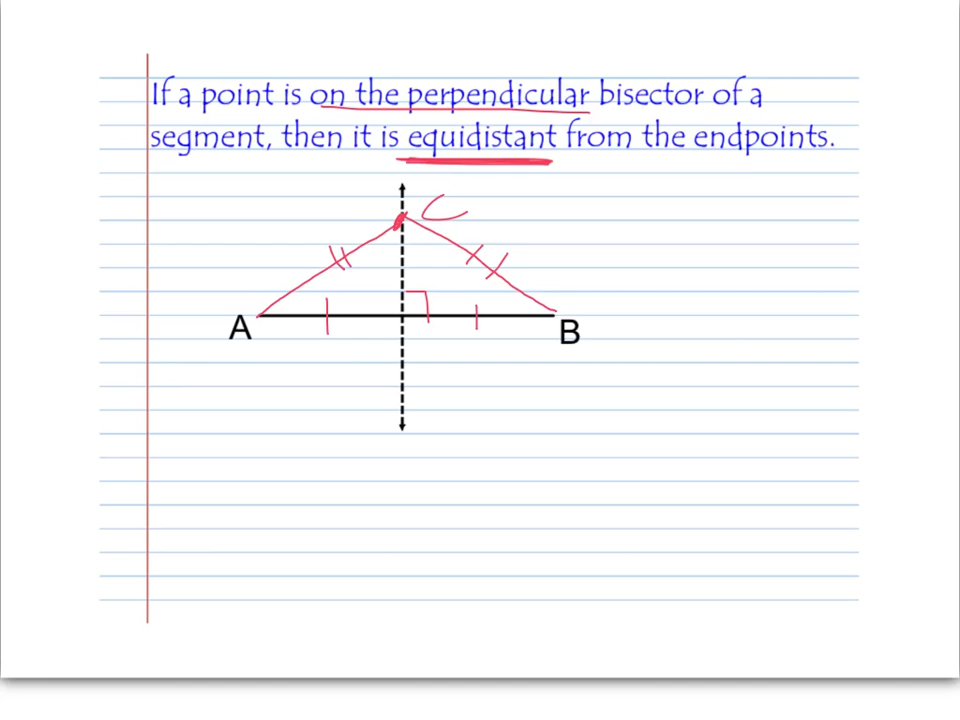 If a point is on the perpendicular bisector of a
segment, then it is equidistant from the endpoints.
C
A
B